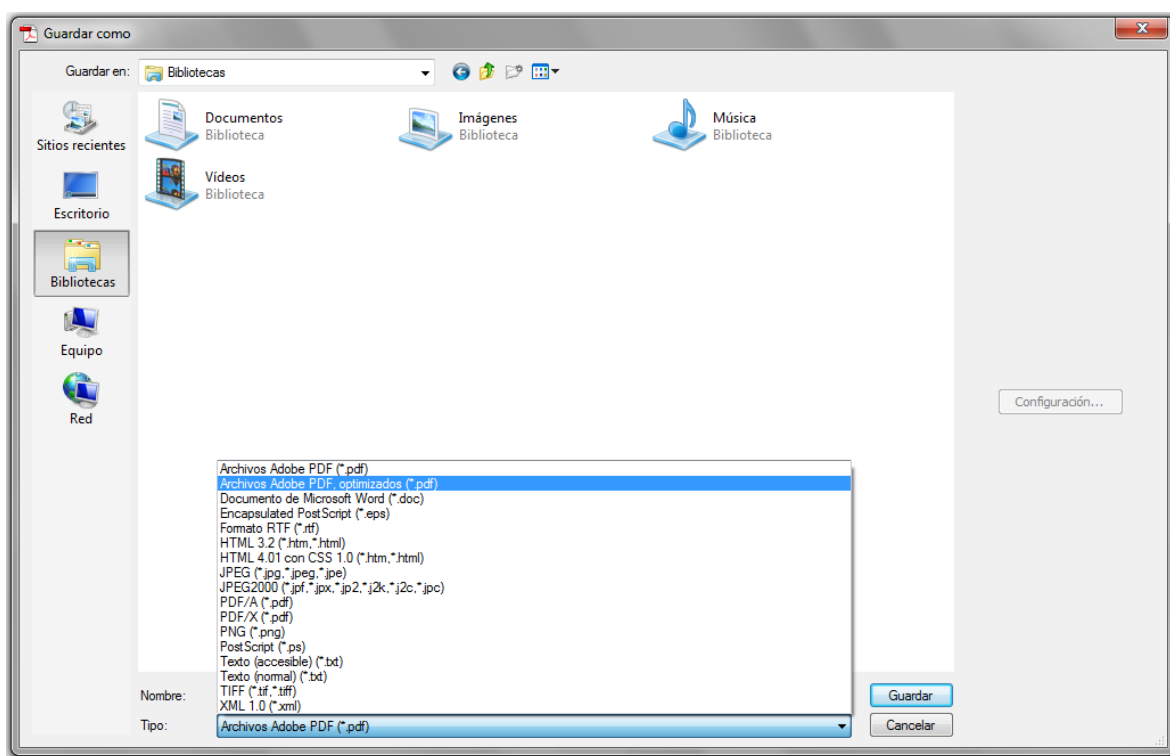 Guardar como
Guardar en:
Bibliotecas
Sitios recientes
Escritorio
Bibliotecas
Equipo
Red
Documentos
Biblioteca
Imágenes
Biblioteca
Música
Biblioteca
Vídeos
Biblioteca
Configuración...
Archivos Adobe PDF (*.pdf)
Archivos Adobe PDF, optimizados (*.pdf)
Documento de Microsoft Word (*.doc)
Encapsulated PostScript (*.eps)
Formato RTF (*.rtf)
HTML 3.2 (*.htm,*.html)
HTML 4.01 con CSS 1.0 (*.htm,*.html)
JPEG (*.jpg,*.jpeg,*.jpe)
JPEG2000 (*.jpf,*.jpx,*.jp2,*.j2k,*.j2c,*.jpc)
PDF/A (*.pdf)
PDF/X (*.pdf)
PNG (*.png)
PostScript (*.ps)
Texto (accesible) (*.txt)
Texto (normal) (*.txt)
TIFF (*.tif,*.tiff)
XML 1.0 (*.xml)
Nombre:
Guardar
Tipo:
Archivos Adobe PDF (*.pdf)
Cancelar